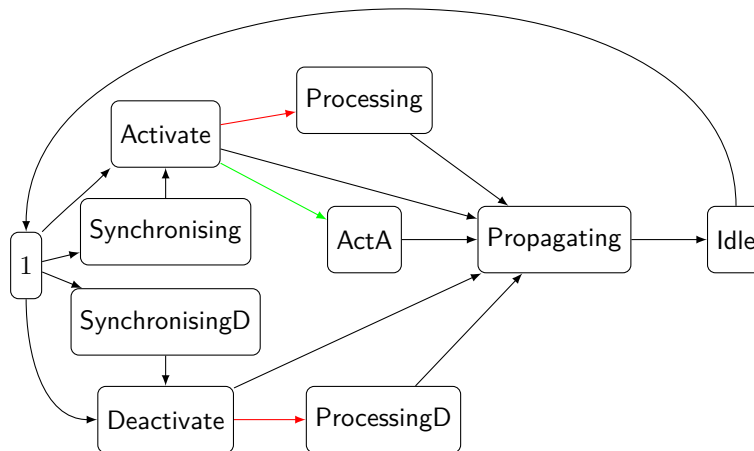 Processing
Activate
Synchronising
ActA
Propagating
Idle
1
SynchronisingD
Deactivate
ProcessingD